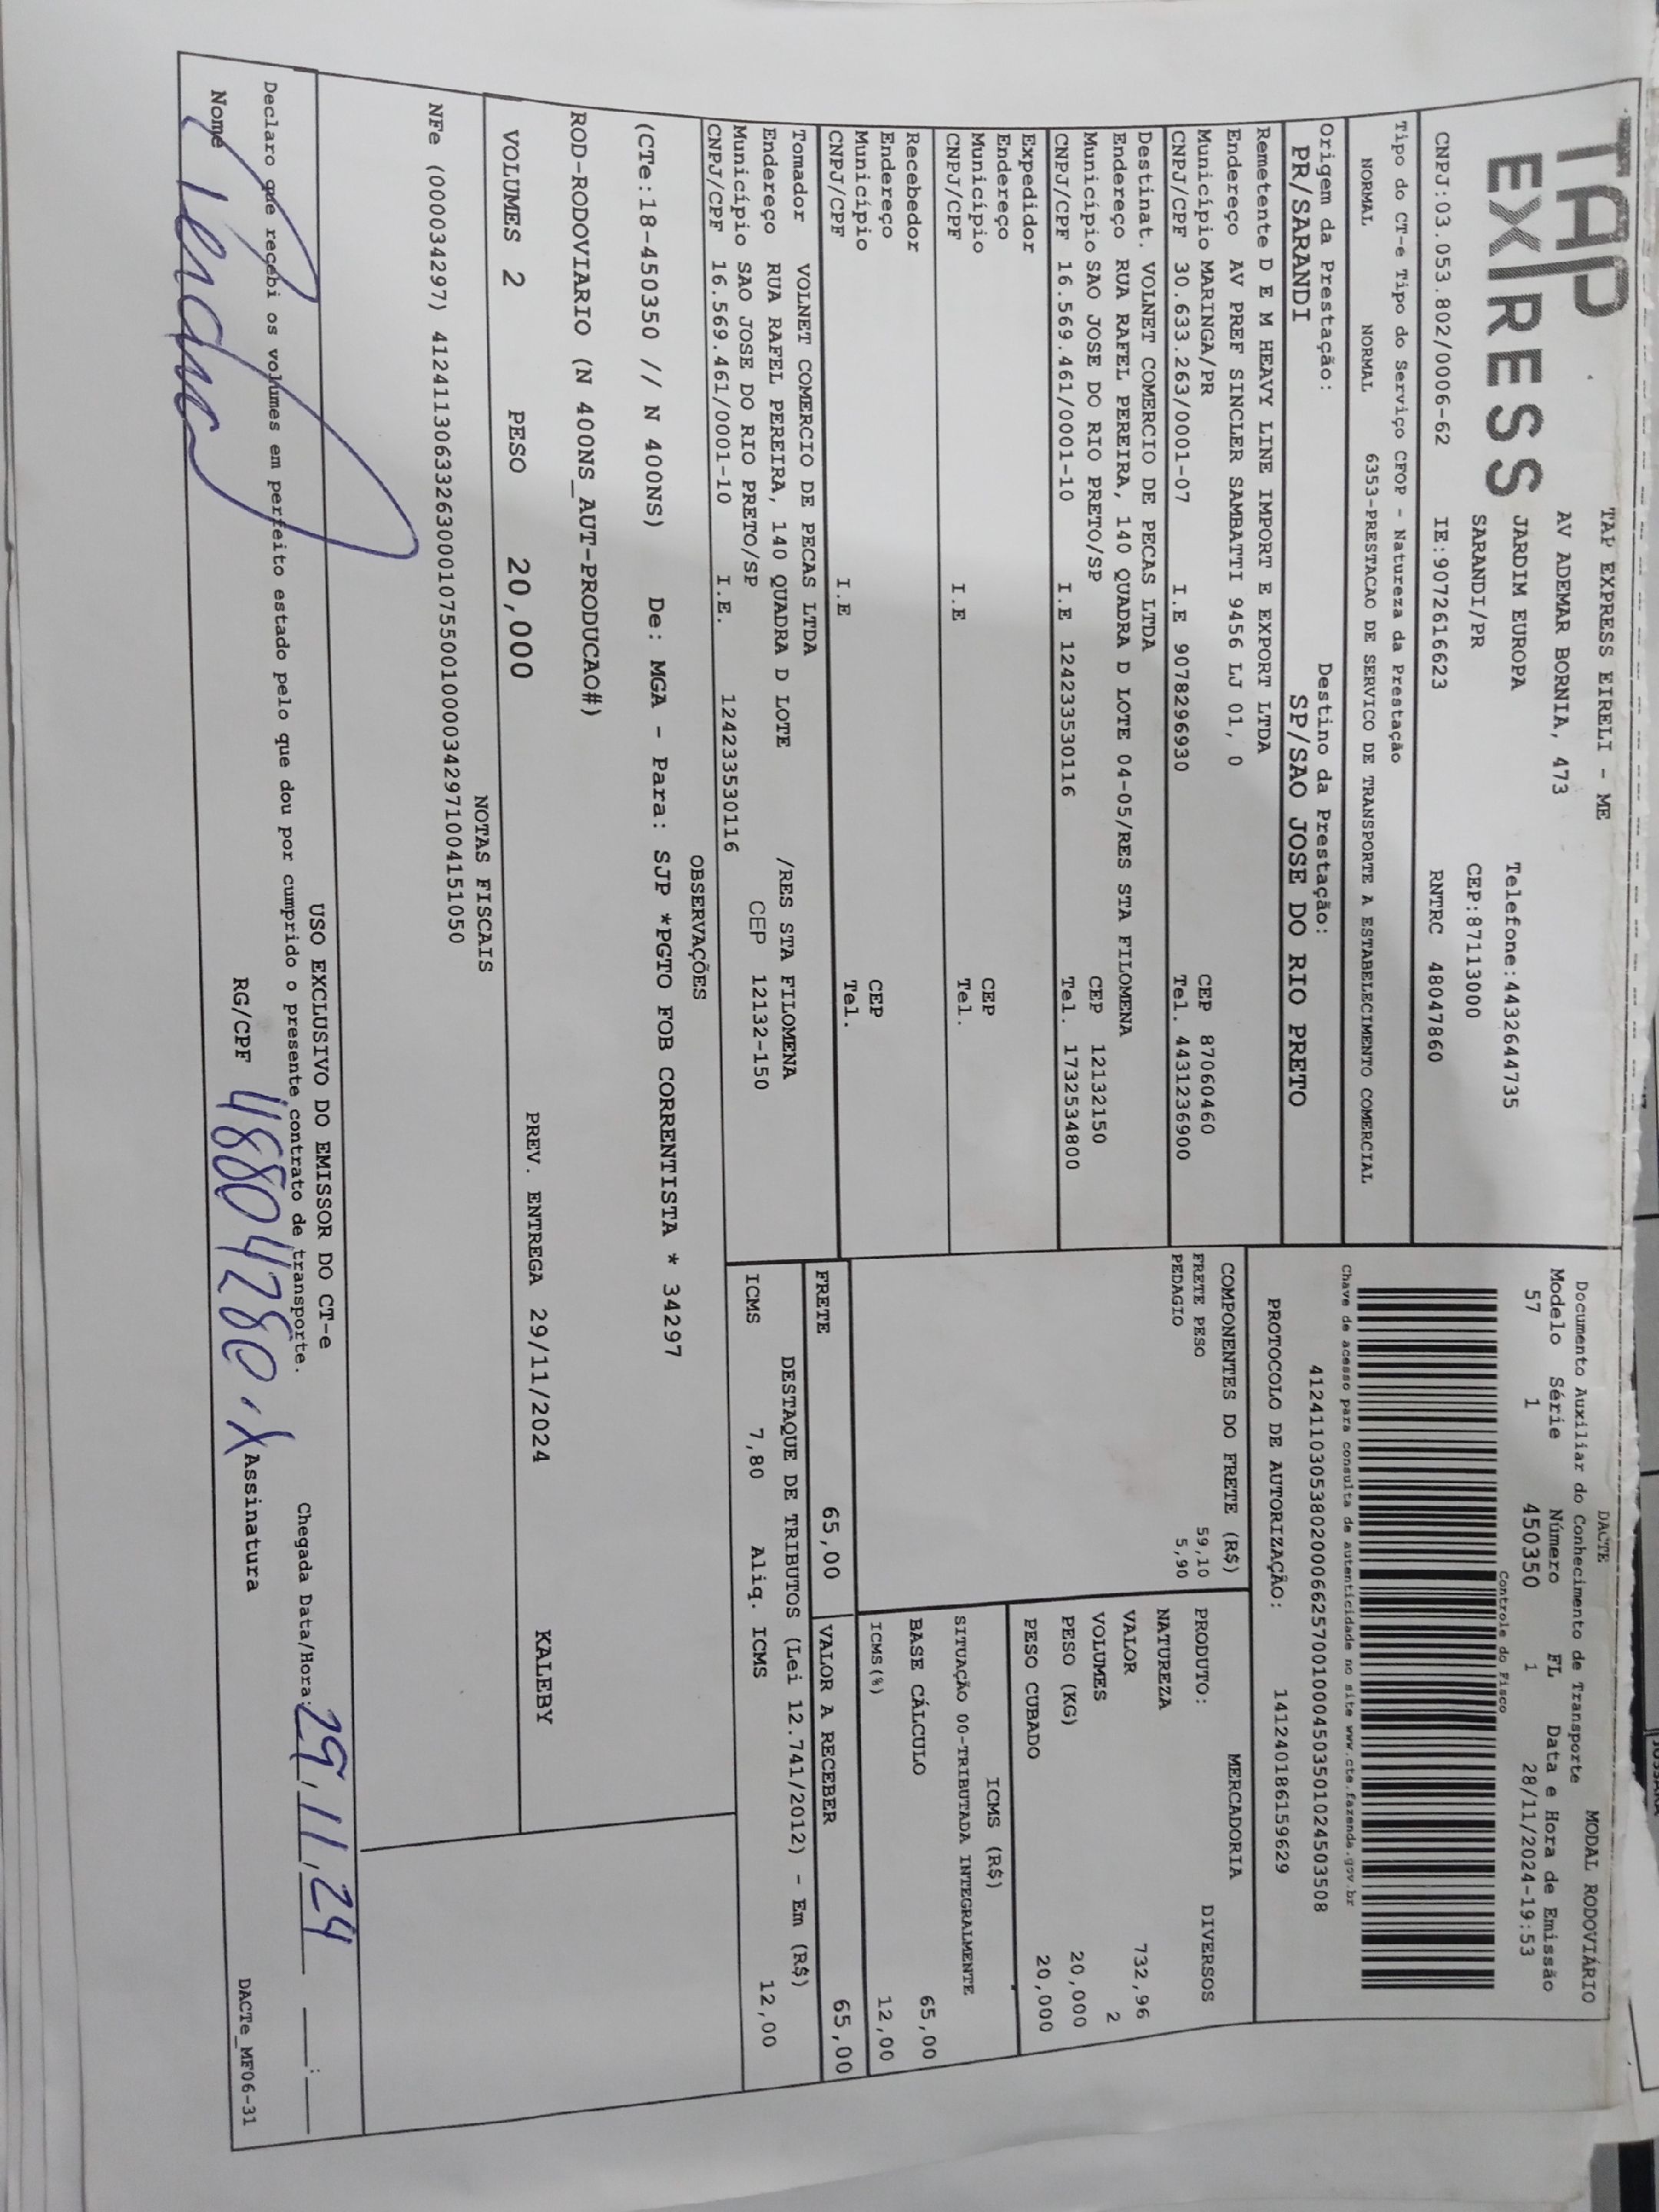 TAP
EXPRESS
TAP EXPRESS EIRELI - ME
AV ADEMAR BORNIA, 473
JARDIM EUROPA Telefone:4432644735
SARANDI/PR CEP:87113000
CNPJ:03.053.802/0006-62 IE:9072616623 RNTRC 48047860
Tipo do CT-e Tipo do Serviço CFOP - Natureza da Prestação
NORMAL NORMAL 6353-PRESTACAO DE SERVICO DE TRANSPORTE A ESTABELECIMENTO COMERCIAL
Origem da Prestação: Destino da Prestação:
PR/SARANDI SP/SAO JOSE DO RIO PRETO
Remetente D E M HEAVY LINE IMPORT E EXPORT LTDA
Endereço AV PREF SINCLER SAMBATTI 9456 LJ 01, 0
Município MARINGA/PR CEP 87060460
CNPJ/CPF 30.633.263/0001-07 I.E 9078296930 Tel. 4431236900
Destinat. VOLNET COMERCIO DE PECAS LTDA
Endereço RUA RAFEL PEREIRA, 140 QUADRA D LOTE 04-05/RES STA FILOMENA
Município SAO JOSE DO RIO PRETO/SP CEP 12132150
CNPJ/CPF 16.569.461/0001-10 I.E 124233530116 Tel. 1732534800
Expedidor
Endereço
Município CEP
CNPJ/CPF I.E Tel.
Recebedor
Endereço
Município CEP
CNPJ/CPF I.E Tel.
Tomador VOLNET COMERCIO DE PECAS LTDA
Endereço RUA RAFEL PEREIRA, 140 QUADRA D LOTE /RES STA FILOMENA
Município SAO JOSE DO RIO PRETO/SP CEP 12132-150
CNPJ/CPF 16.569.461/0001-10 I.E. 124233530116
DACTE MODAL RODOVIÁRIO
Documento Auxiliar do Conhecimento de Transporte
Modelo Série Número FL Data e Hora de Emissão
57 1 450350 1 28/11/2024-19:53
Controle do Fisco
Chave de acesso para consulta de autenticidade no site www.cte.fazenda.gov.br
41241103053802000662570010004503501024503508
PROTOCOLO DE AUTORIZAÇÃO: 141240186159629
COMPONENTES DO FRETE (R$)
FRETE PESO 59,10
PEDAGIO 5,90
MERCADORIA
PRODUTO: DIVERSOS
NATUREZA
VALOR 732,96
VOLUMES 2
PESO (KG) 20,000
PESO CUBADO 20,000
ICMS (R$)
SITUAÇÃO 00-TRIBUTADA INTEGRALMENTE
BASE CÁLCULO 65,00
ICMS(%) 12,00
FRETE 65,00 VALOR A RECEBER 65,00
DESTAQUE DE TRIBUTOS (Lei 12.741/2012) - Em (R$)
ICMS 7,80 Aliq. ICMS 12,00
OBSERVAÇÕES
(CTe:18-450350 // N 400NS) De: MGA - Para: SJP *PGTO FOB CORRENTISTA * 34297
ROD-RODOVIARIO (N 400NS_AUT-PRODUCAO#)
VOLUMES 2 PESO 20,000 PREV. ENTREGA 29/11/2024 KALEBY
NOTAS FISCAIS
NFe (000034297) 41241130633263000107550010000342971004151050
USO EXCLUSIVO DO EMISSOR DO CT-e
Declaro que recebi os volumes em perfeito estado pelo que dou por cumprido o presente contrato de transporte. Chegada Data/Hora: 29/11/24 __:__
Nome RG/CPF 48804280-X Assinatura
DACTe_MF06-31